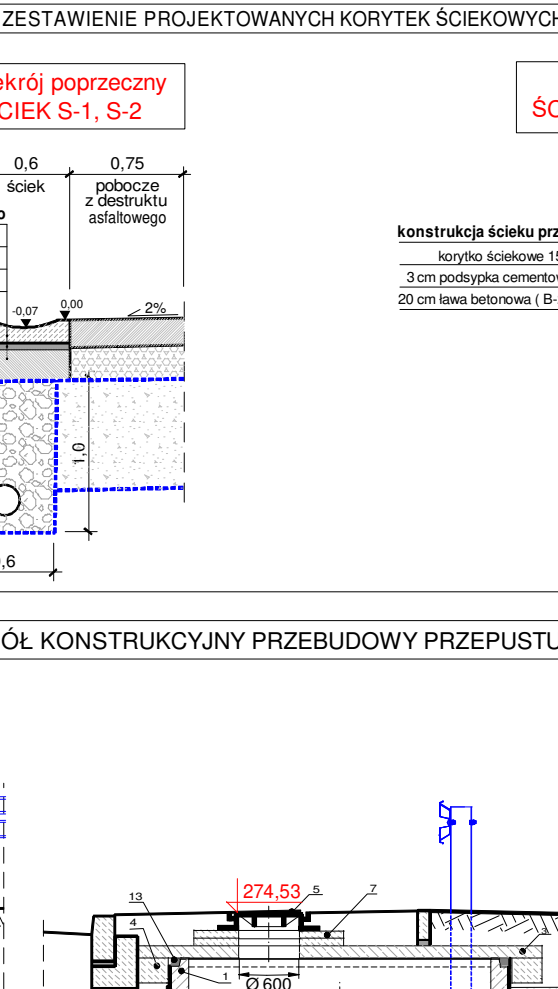 ZESTAWIENIE PROJEKTOWANYCH KORYTEK ŚCIEKOWYCH
ekrój poprzeczny
CIEK S-1, S-2
ŚC
0,6
ściek
0,75
pobocze
z destruktu
asfaltowego
konstrukcja ścieku prz
korytko ściekowe 15
3 cm podsypka cementow
20 cm ława betonowa ( B-
-0,07
0,00
2%
1,0
,6
ÓŁ KONSTRUKCYJNY PRZEBUDOWY PRZEPUSTU
274,53
5
7
13
4
3
1
Ø 600